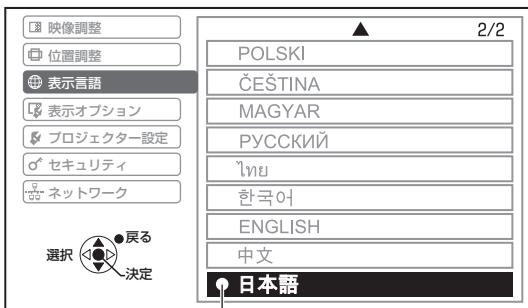 映像調整
位置調整
表示言語
表示オプション
プロジェクター設定
セキュリティ
ネットワーク
戻る
選択
決定
▲ 2/2
POLSKI
ČEŠTINA
MAGYAR
РУССКИЙ
ไทย
한국어
ENGLISH
中文
日本語